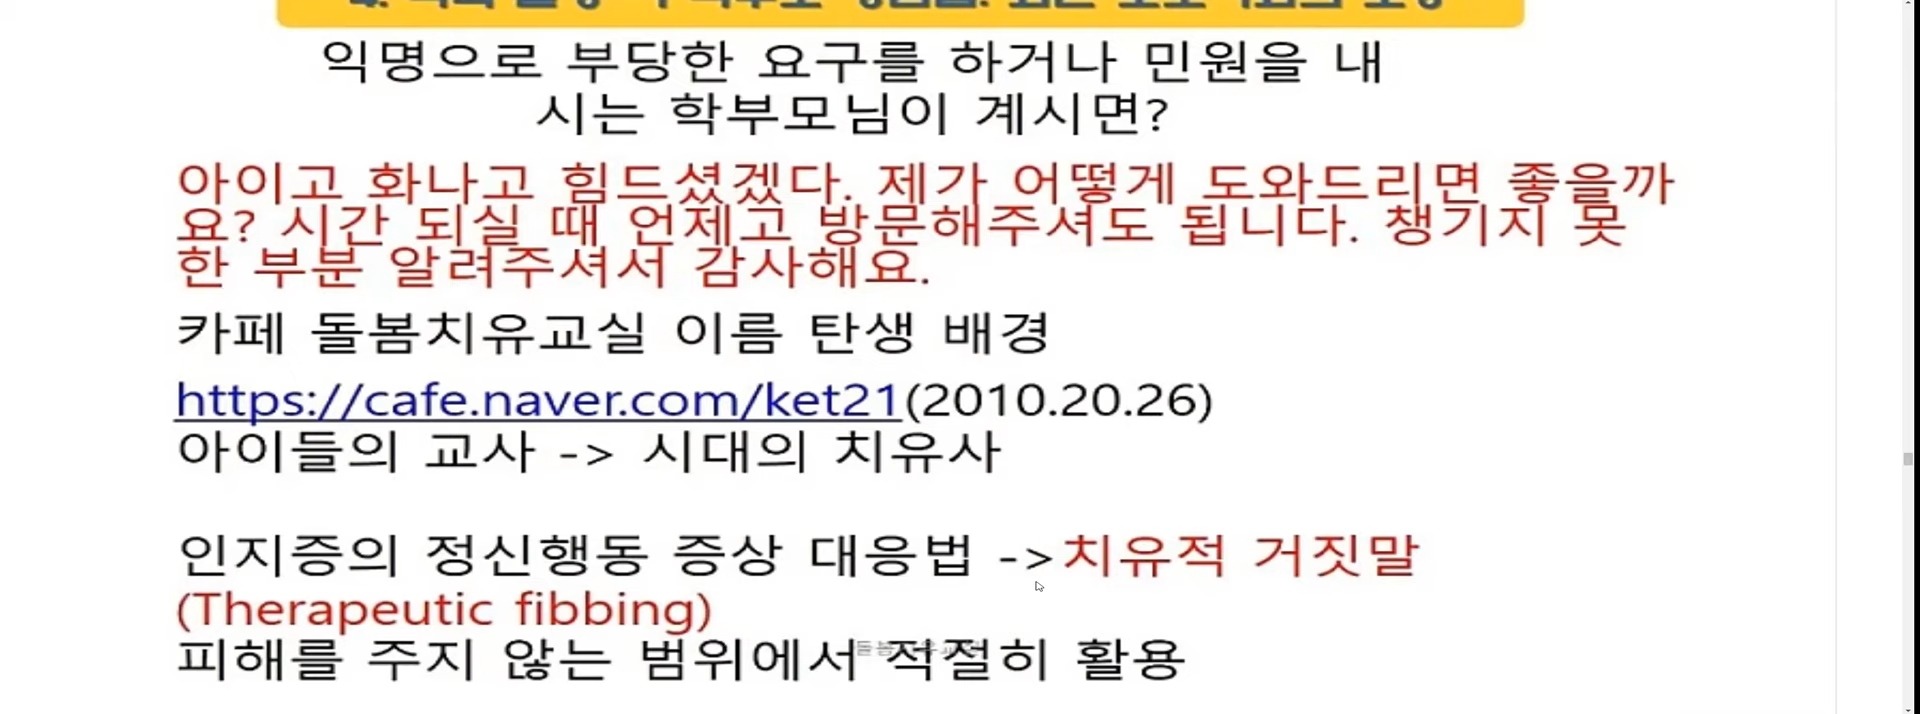 익명으로 부당한 요구를 하거나 민원을 내
시는 학부모님이 계시면?
아이고 화나고 힘드셨겠다. 제가 어떻게 도와드리면 좋을까
요? 시간 되실 때 언제고 방문해주셔도 됩니다. 챙기지 못
한 부분 알려주셔서 감사해요.
카페 돌봄치유교실 이름 탄생 배경
https://cafe.naver.com/ket21(2010.20.26)
아이들의 교사 -> 시대의 치유사
인지증의 정신행동 증상 대응법 ->치유적 거짓말
(Therapeutic fibbing)
피해를 주지 않는 범위에서 적절히 활용